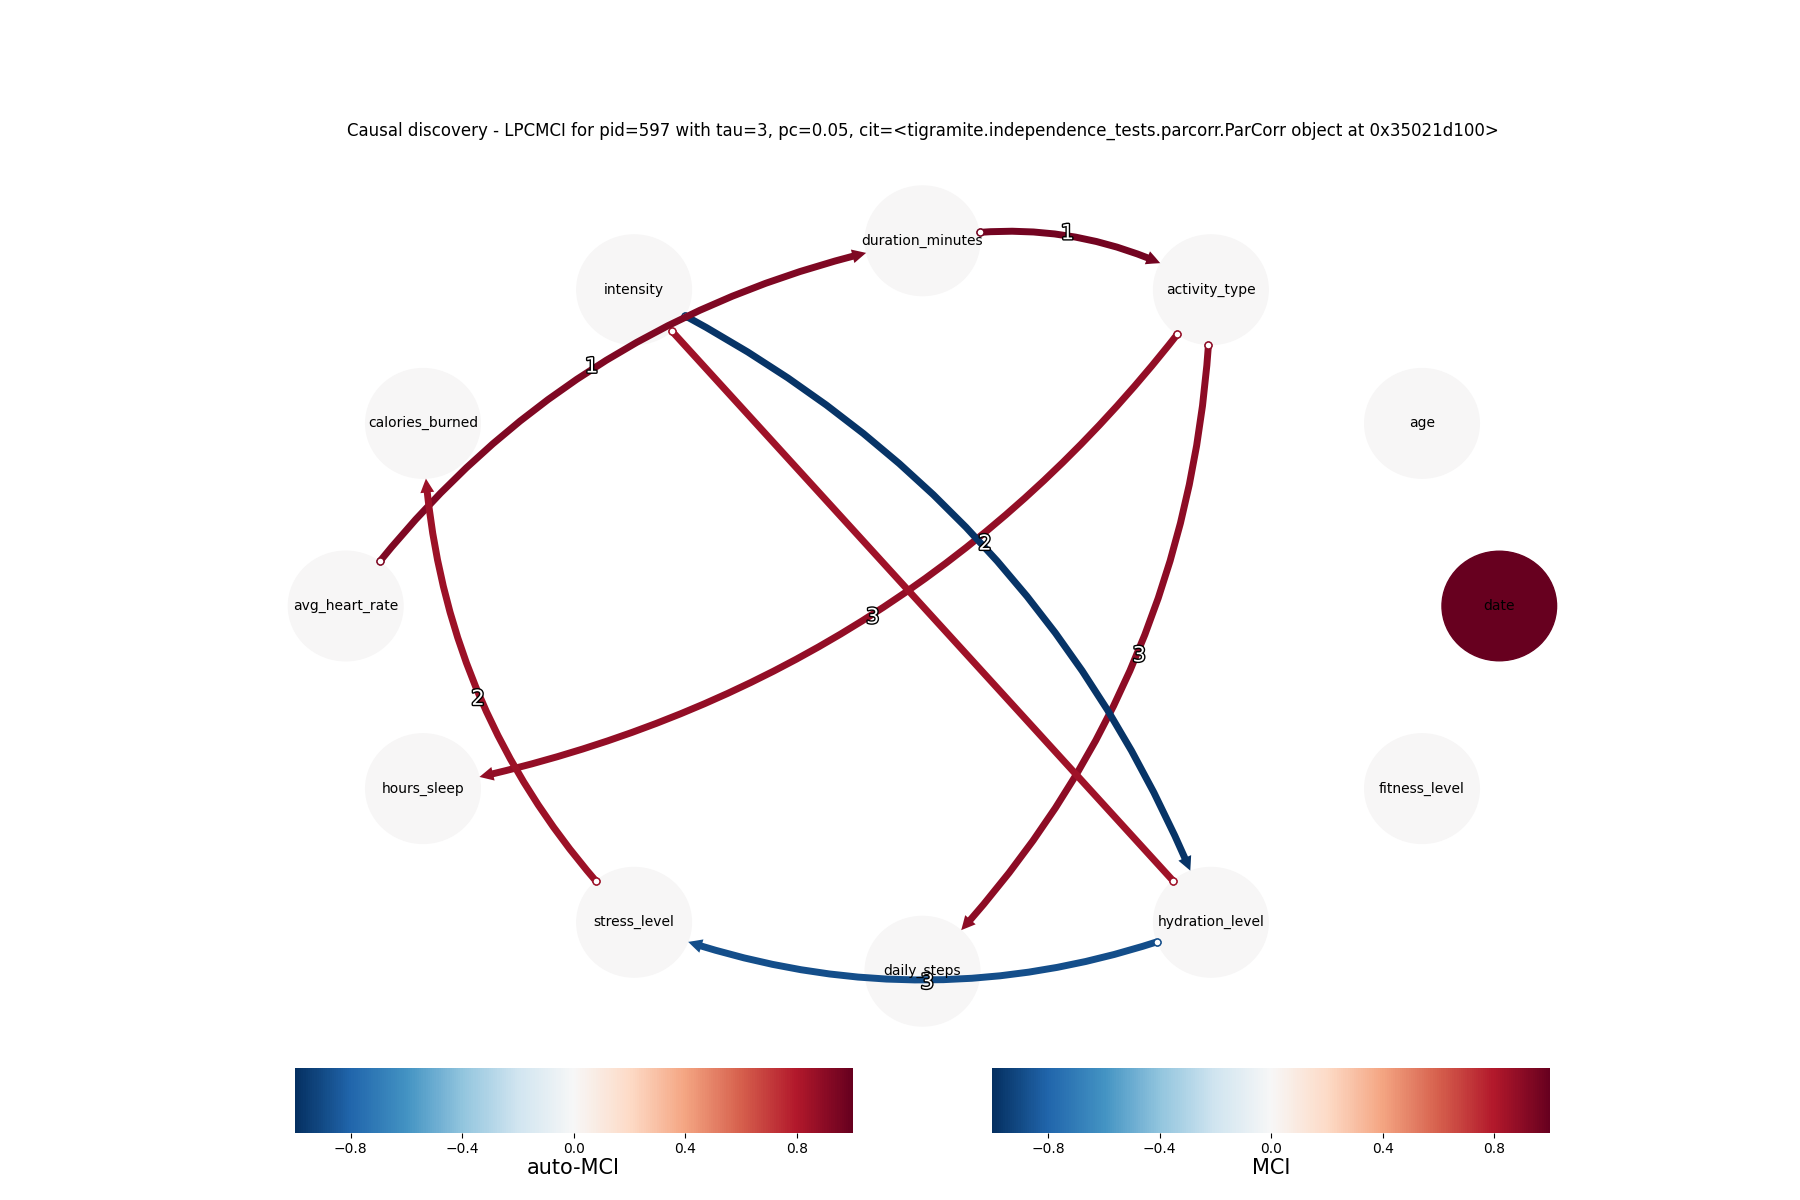 Causal discovery - LPCMCI for pid=597 with tau=3, pc=0.05, cit=<tigramite.independence_tests.parcorr.ParCorr object at 0x35021d100>
duration_minutes
1
intensity
activity_type
1
calories_burned
age
2
avg_heart_rate
date
3
3
2
hours_sleep
fitness_level
stress_level
hydration_level
daily_steps
3
−0.8 −0.4 0.0 0.4 0.8
auto-MCI
−0.8 −0.4 0.0 0.4 0.8
MCI